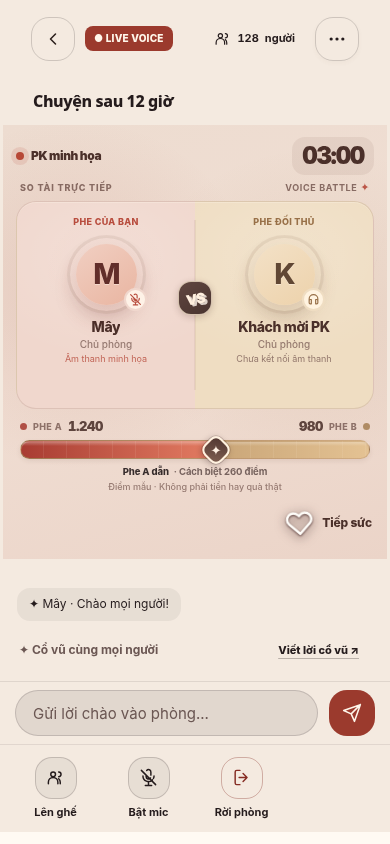 LIVE VOICE
128 người
Chuyện sau 12 giờ
PK minh họa
03:00
SO TÀI TRỰC TIẾP
VOICE BATTLE ✦
PHE CỦA BẠN
PHE ĐỐI THỦ
M
K
VS
Mây
Khách mời PK
Chủ phòng
Chủ phòng
Âm thanh minh họa
Chưa kết nối âm thanh
PHE A 1.240
980 PHE B
Phe A dẫn · Cách biệt 260 điểm
Điểm mẫu · Không phải tiền hay quà thật
Tiếp sức
✦ Mây · Chào mọi người!
✦ Cổ vũ cùng mọi người
Viết lời cổ vũ ↗
Gửi lời chào vào phòng...
Lên ghế
Bật mic
Rời phòng